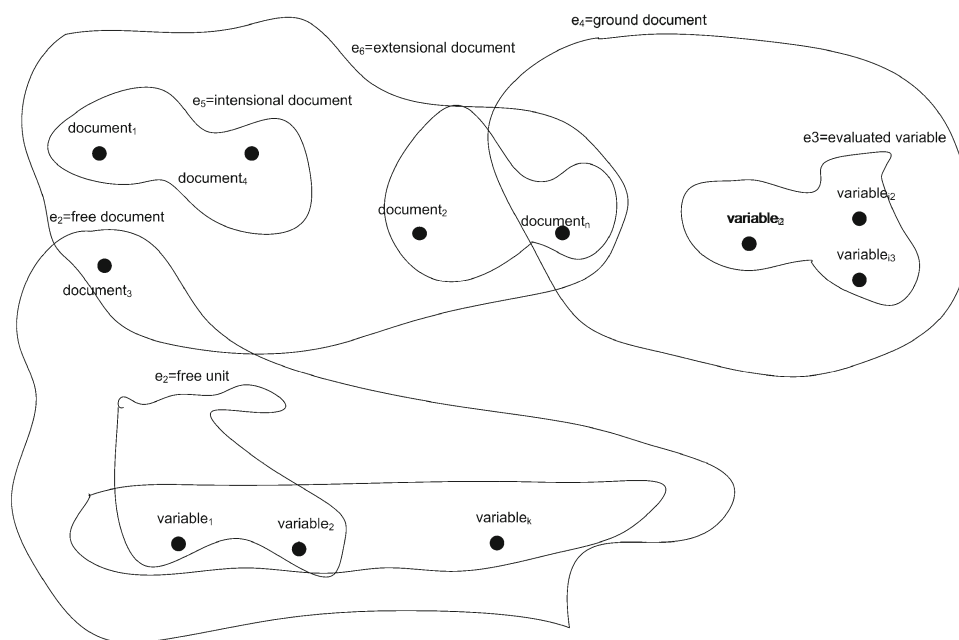 e₄=ground document
e₆=extensional document
e₅=intensional document
document₁
e3=evaluated variable
document₄
variableᵢ₂
document₂
e₂=free document
documentₙ
variableᵢ₃
document₃
e₂=free unit
variable₁
variable₂
variableₖ